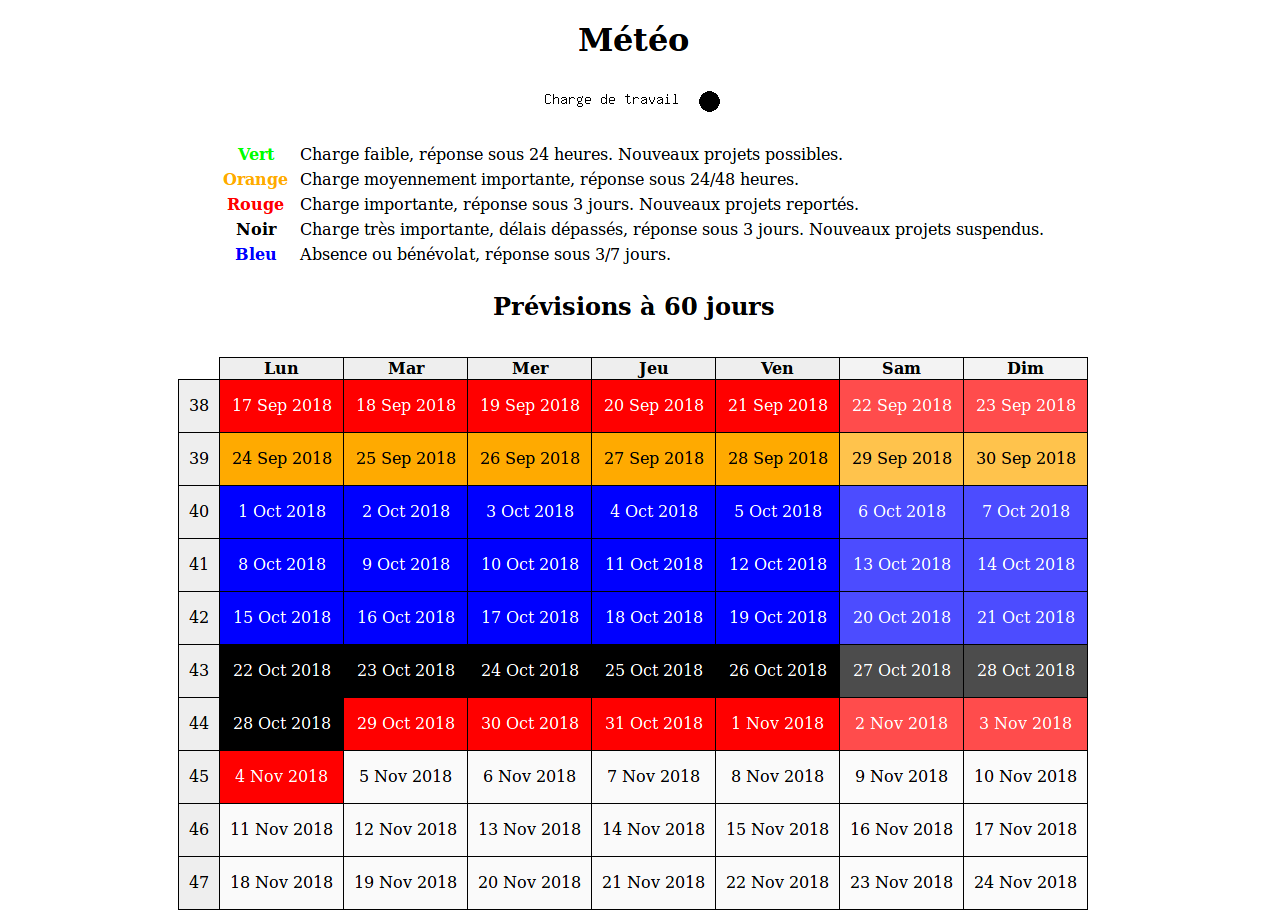 Météo
Charge de travail
Vert Charge faible, réponse sous 24 heures. Nouveaux projets possibles.
Orange Charge moyennement importante, réponse sous 24/48 heures.
Rouge Charge importante, réponse sous 3 jours. Nouveaux projets reportés.
Noir Charge très importante, délais dépassés, réponse sous 3 jours. Nouveaux projets suspendus.
Bleu Absence ou bénévolat, réponse sous 3/7 jours.
Prévisions à 60 jours
Lun Mar Mer Jeu Ven Sam Dim
38 17 Sep 2018 18 Sep 2018 19 Sep 2018 20 Sep 2018 21 Sep 2018 22 Sep 2018 23 Sep 2018
39 24 Sep 2018 25 Sep 2018 26 Sep 2018 27 Sep 2018 28 Sep 2018 29 Sep 2018 30 Sep 2018
40 1 Oct 2018 2 Oct 2018 3 Oct 2018 4 Oct 2018 5 Oct 2018 6 Oct 2018 7 Oct 2018
41 8 Oct 2018 9 Oct 2018 10 Oct 2018 11 Oct 2018 12 Oct 2018 13 Oct 2018 14 Oct 2018
42 15 Oct 2018 16 Oct 2018 17 Oct 2018 18 Oct 2018 19 Oct 2018 20 Oct 2018 21 Oct 2018
43 22 Oct 2018 23 Oct 2018 24 Oct 2018 25 Oct 2018 26 Oct 2018 27 Oct 2018 28 Oct 2018
44 28 Oct 2018 29 Oct 2018 30 Oct 2018 31 Oct 2018 1 Nov 2018 2 Nov 2018 3 Nov 2018
45 4 Nov 2018 5 Nov 2018 6 Nov 2018 7 Nov 2018 8 Nov 2018 9 Nov 2018 10 Nov 2018
46 11 Nov 2018 12 Nov 2018 13 Nov 2018 14 Nov 2018 15 Nov 2018 16 Nov 2018 17 Nov 2018
47 18 Nov 2018 19 Nov 2018 20 Nov 2018 21 Nov 2018 22 Nov 2018 23 Nov 2018 24 Nov 2018